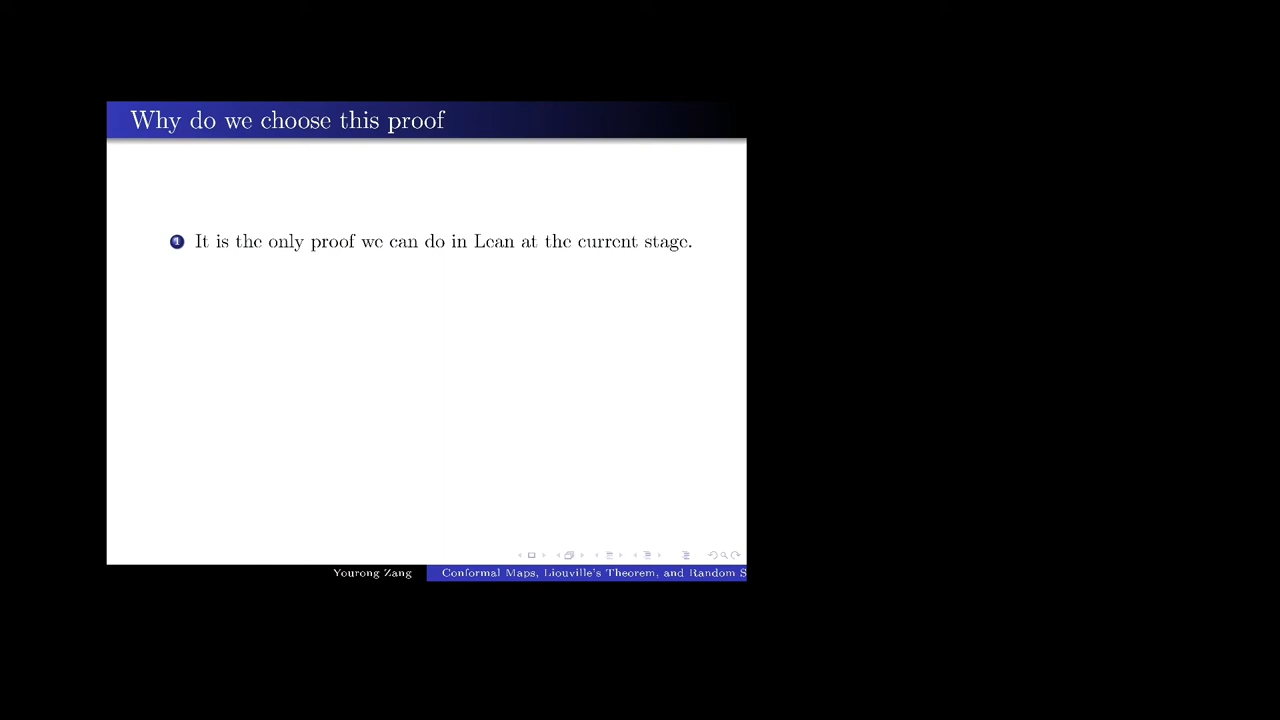 Why do we choose this proof
1 It is the only proof we can do in Lean at the current stage.
Yourong Zang
Conformal Maps, Liouville's Theorem, and Random S